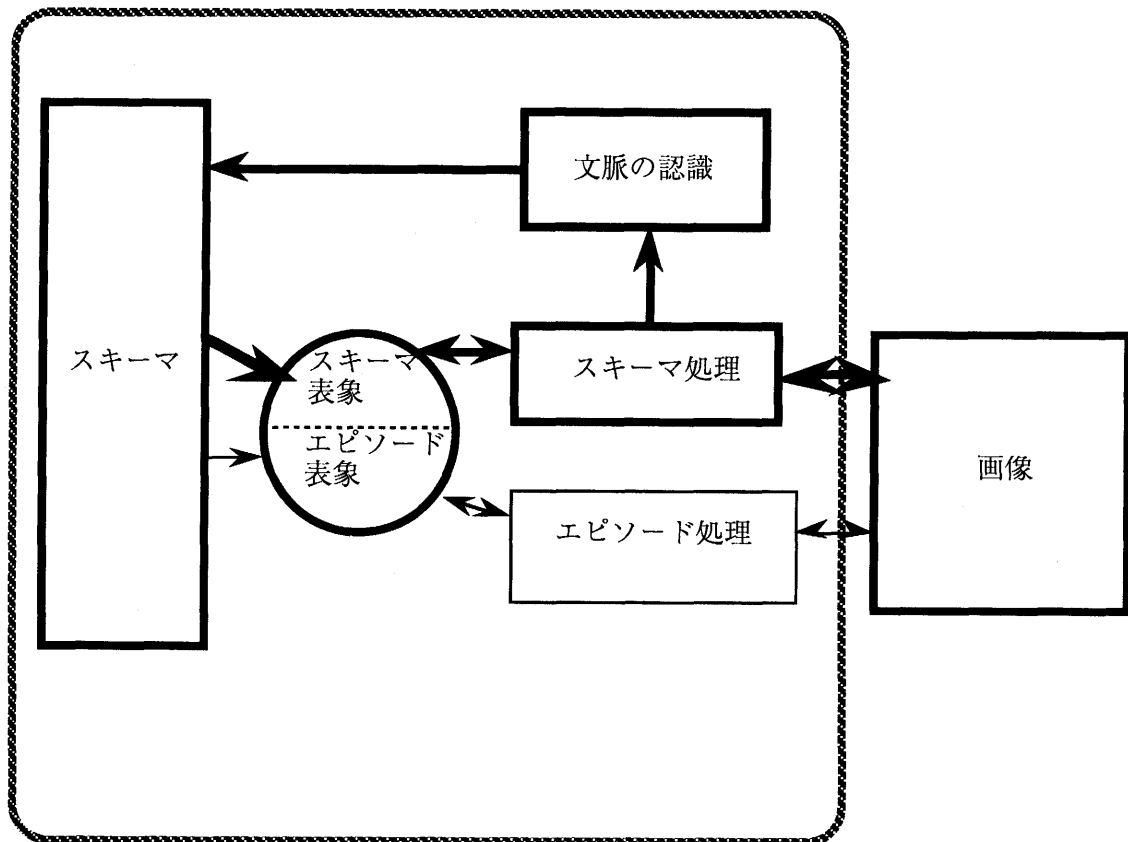 文脈の認識
スキーマ
スキーマ
表象
エピソード
表象
スキーマ処理
エピソード処理
画像